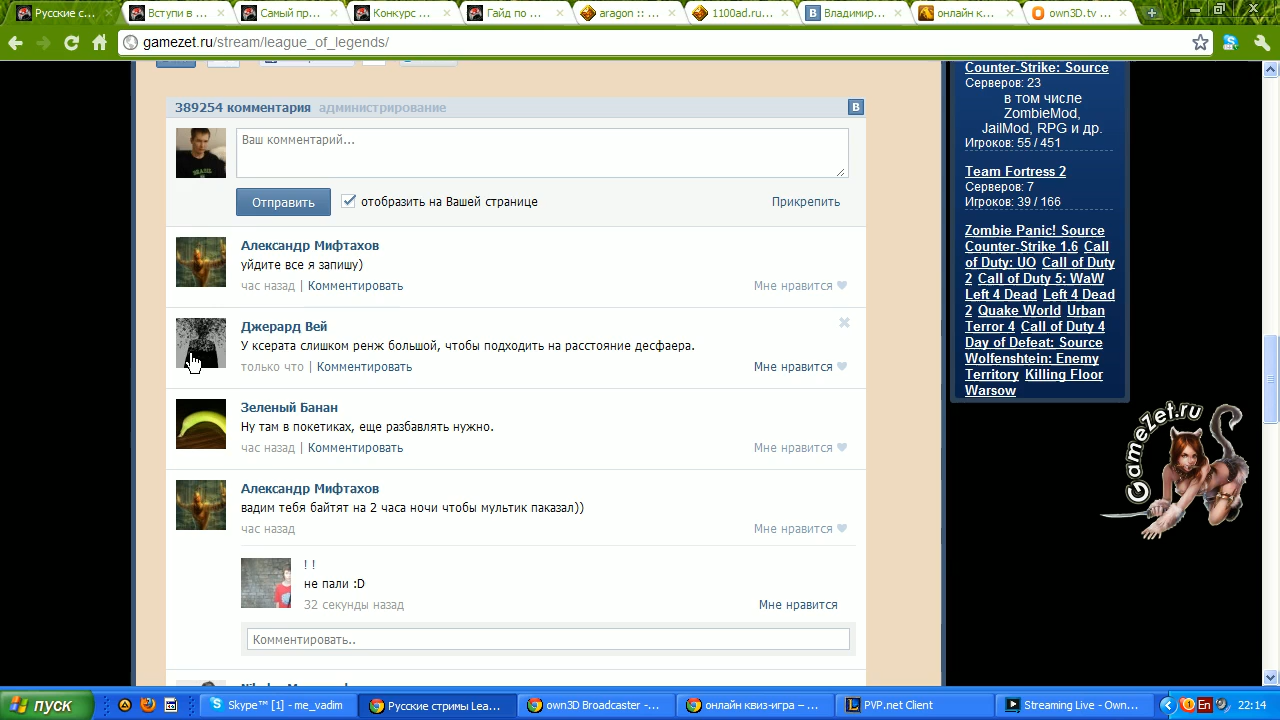 Русские с...
Вступи в ...
Самый пр...
Конкурс ...
Гайд по ...
aragon :: ...
1100ad.ru...
Владимир...
онлайн к...
own3D.tv ...
gamezet.ru/stream/league_of_legends/
389254 комментария администрирование
B
Ваш комментарий...
Отправить
отобразить на Вашей странице
Прикрепить
Александр Мифтахов
уйдите все я запишу)
час назад | Комментировать
Мне нравится
Джерард Вей
У ксерата слишком ренж большой, чтобы подходить на расстояние десфаера.
только что | Комментировать
Мне нравится
Зеленый Банан
Ну там в покетиках, еще разбавлять нужно.
час назад | Комментировать
Мне нравится
Александр Мифтахов
вадим тебя байтят на 2 часа ночи чтобы мультик паказал))
час назад
Мне нравится
! !
не пали :D
32 секунды назад
Мне нравится
Комментировать..
Counter-Strike: Source
Серверов: 23
в том числе
ZombieMod,
JailMod, RPG и др.
Игроков: 55 / 451
Team Fortress 2
Серверов: 7
Игроков: 39 / 166
Zombie Panic! Source
Counter-Strike 1.6 Call
of Duty: UO Call of Duty
2 Call of Duty 5: WaW
Left 4 Dead Left 4 Dead
2 Quake World Urban
Terror 4 Call of Duty 4
Day of Defeat: Source
Wolfenshtein: Enemy
Territory Killing Floor
Warsow
GameZet.ru
пуск
Skype™ [1] - me_vadim
Русские стримы Lea...
own3D Broadcaster -...
онлайн квиз-игра – ...
PVP.net Client
Streaming Live - Own...
En
22:14